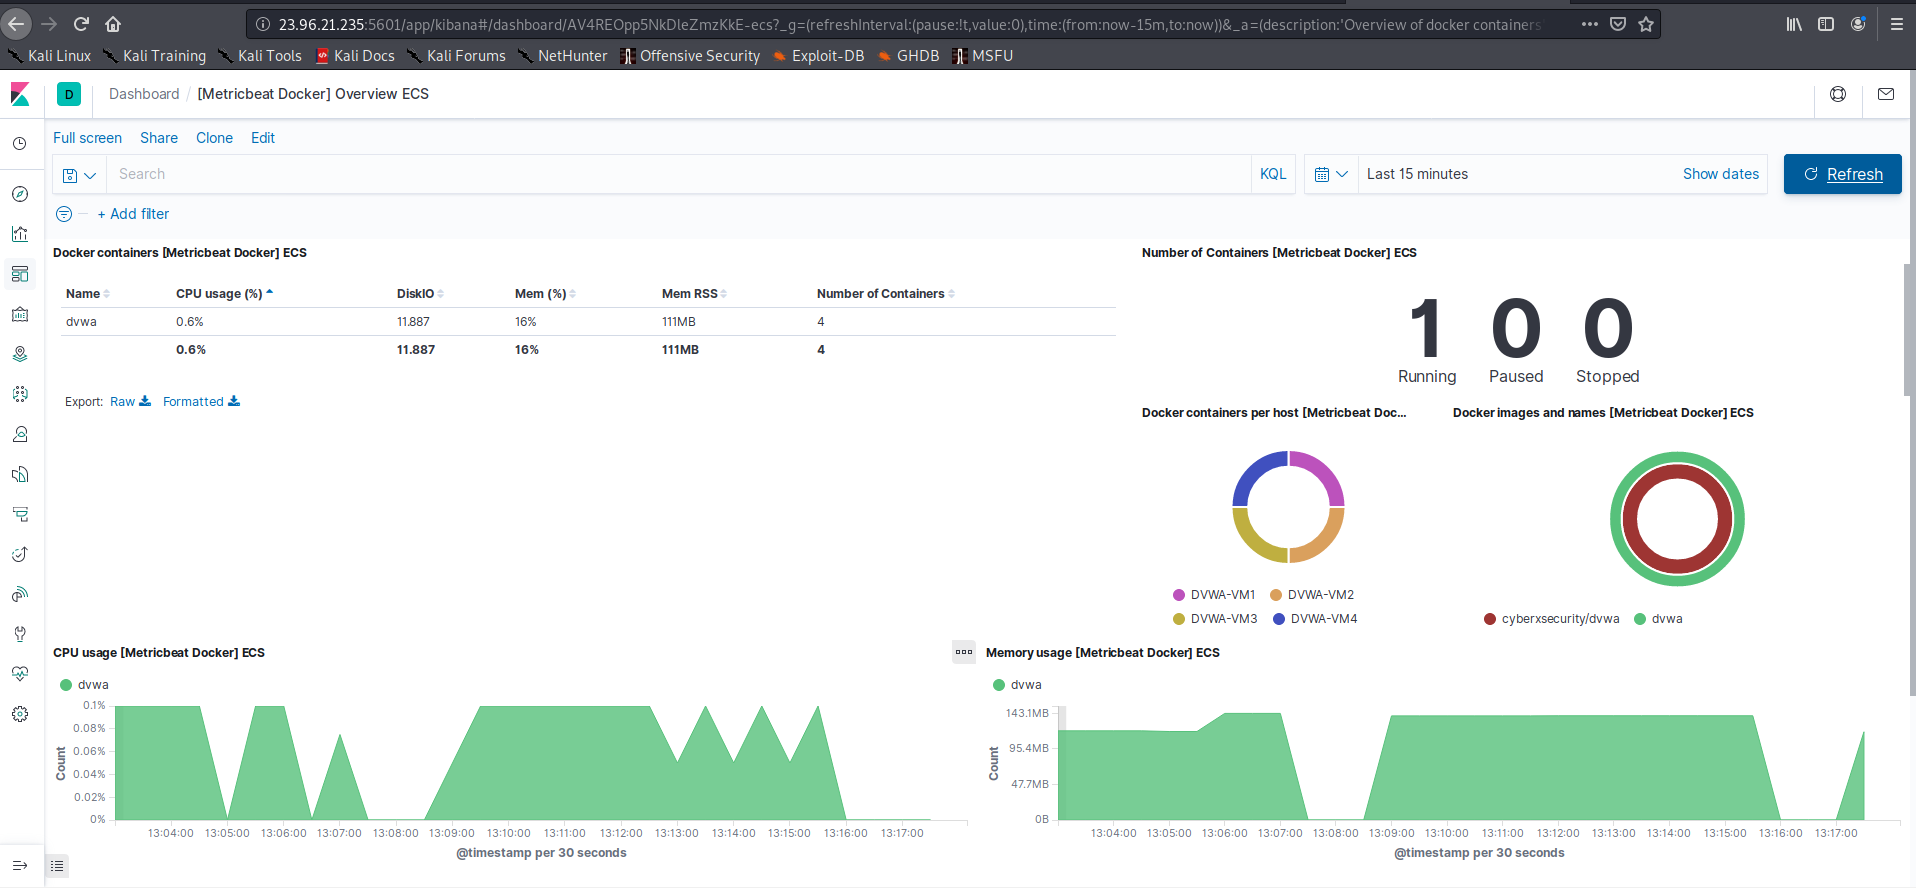 23.96.21.235:5601/app/kibana#/dashboard/AV4REOpp5NkDleZmzKkE-ecs?_g=(refreshInterval:(pause:!t,value:0),time:(from:now-15m,to:now))&_a=(description:'Overview of docker containers'
Kali Linux Kali Training Kali Tools Kali Docs Kali Forums NetHunter Offensive Security Exploit-DB GHDB MSFU
D Dashboard / [Metricbeat Docker] Overview ECS
Full screen Share Clone Edit
Search KQL Last 15 minutes Show dates Refresh
+ Add filter
Docker containers [Metricbeat Docker] ECS
Name CPU usage (%) DiskIO Mem (%) Mem RSS Number of Containers
dvwa 0.6% 11.887 16% 111MB 4
0.6% 11.887 16% 111MB 4
Export: Raw Formatted
Number of Containers [Metricbeat Docker] ECS
1 0 0
Running Paused Stopped
Docker containers per host [Metricbeat Doc...
DVWA-VM1 DVWA-VM2
DVWA-VM3 DVWA-VM4
Docker images and names [Metricbeat Docker] ECS
cyberxsecurity/dvwa dvwa
CPU usage [Metricbeat Docker] ECS
dvwa
0.1%
0.08%
0.06%
0.04%
0.02%
0%
Count
13:04:00 13:05:00 13:06:00 13:07:00 13:08:00 13:09:00 13:10:00 13:11:00 13:12:00 13:13:00 13:14:00 13:15:00 13:16:00 13:17:00
@timestamp per 30 seconds
Memory usage [Metricbeat Docker] ECS
dvwa
143.1MB
95.4MB
47.7MB
0B
Count
13:04:00 13:05:00 13:06:00 13:07:00 13:08:00 13:09:00 13:10:00 13:11:00 13:12:00 13:13:00 13:14:00 13:15:00 13:16:00 13:17:00
@timestamp per 30 seconds